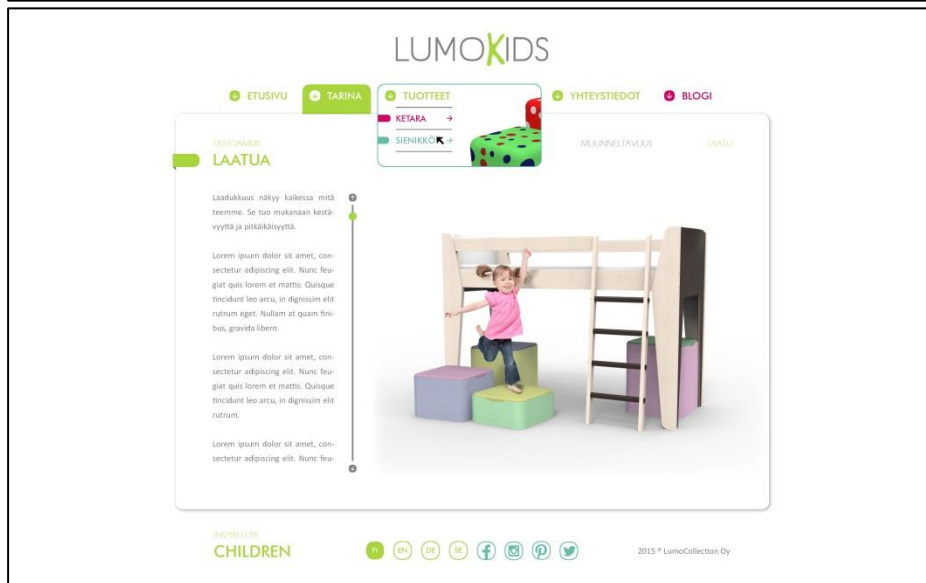 LUMOKIDS
ETUSIVU
TARINA
TUOTTEET
YHTEYSTIEDOT
BLOGI
KETARA
SIENIKKÖ
TARJOAMME
LAATUA
MUUNNELTAVUUS
LAATU
Laadukkuus näkyy kaikessa mitä
teemme. Se tuo mukanaan kestä-
vyyttä ja pitkäikäisyyttä.
Lorem ipsum dolor sit amet, con-
sectetur adipiscing elit. Nunc feu-
giat quis lorem et mattis. Quisque
tincidunt leo arcu, in dignissim elit
rutrum eget. Nullam at quam fini-
bus, gravida libero.
Lorem ipsum dolor sit amet, con-
sectetur adipiscing elit. Nunc feu-
giat quis lorem et mattis. Quisque
tincidunt leo arcu, in dignissim elit
rutrum.
Lorem ipsum dolor sit amet, con-
sectetur adipiscing elit. Nunc feu-
INSPIRED BY
CHILDREN
FI
EN
DE
SE
2015 ® LumoCollection Oy